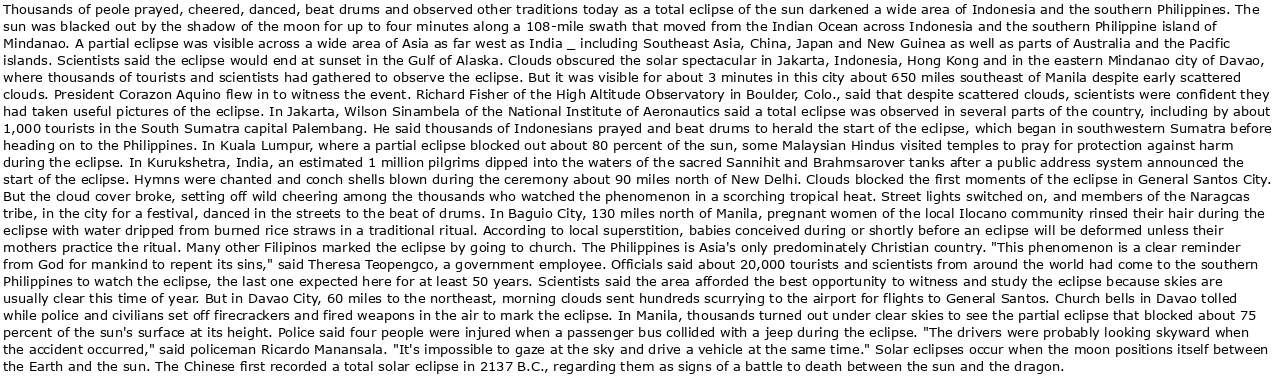 Thousands of peole prayed, cheered, danced, beat drums and observed other traditions today as a total eclipse of the sun darkened a wide area of Indonesia and the southern Philippines. The
sun was blacked out by the shadow of the moon for up to four minutes along a 108-mile swath that moved from the Indian Ocean across Indonesia and the southern Philippine island of
Mindanao. A partial eclipse was visible across a wide area of Asia as far west as India _ including Southeast Asia, China, Japan and New Guinea as well as parts of Australia and the Pacific
islands. Scientists said the eclipse would end at sunset in the Gulf of Alaska. Clouds obscured the solar spectacular in Jakarta, Indonesia, Hong Kong and in the eastern Mindanao city of Davao,
where thousands of tourists and scientists had gathered to observe the eclipse. But it was visible for about 3 minutes in this city about 650 miles southeast of Manila despite early scattered
clouds. President Corazon Aquino flew in to witness the event. Richard Fisher of the High Altitude Observatory in Boulder, Colo., said that despite scattered clouds, scientists were confident they
had taken useful pictures of the eclipse. In Jakarta, Wilson Sinambela of the National Institute of Aeronautics said a total eclipse was observed in several parts of the country, including by about
1,000 tourists in the South Sumatra capital Palembang. He said thousands of Indonesians prayed and beat drums to herald the start of the eclipse, which began in southwestern Sumatra before
heading on to the Philippines. In Kuala Lumpur, where a partial eclipse blocked out about 80 percent of the sun, some Malaysian Hindus visited temples to pray for protection against harm
during the eclipse. In Kurukshetra, India, an estimated 1 million pilgrims dipped into the waters of the sacred Sannihit and Brahmsarover tanks after a public address system announced the
start of the eclipse. Hymns were chanted and conch shells blown during the ceremony about 90 miles north of New Delhi. Clouds blocked the first moments of the eclipse in General Santos City.
But the cloud cover broke, setting off wild cheering among the thousands who watched the phenomenon in a scorching tropical heat. Street lights switched on, and members of the Naragcas
tribe, in the city for a festival, danced in the streets to the beat of drums. In Baguio City, 130 miles north of Manila, pregnant women of the local Ilocano community rinsed their hair during the
eclipse with water dripped from burned rice straws in a traditional ritual. According to local superstition, babies conceived during or shortly before an eclipse will be deformed unless their
mothers practice the ritual. Many other Filipinos marked the eclipse by going to church. The Philippines is Asia's only predominately Christian country. "This phenomenon is a clear reminder
from God for mankind to repent its sins," said Theresa Teopengco, a government employee. Officials said about 20,000 tourists and scientists from around the world had come to the southern
Philippines to watch the eclipse, the last one expected here for at least 50 years. Scientists said the area afforded the best opportunity to witness and study the eclipse because skies are
usually clear this time of year. But in Davao City, 60 miles to the northeast, morning clouds sent hundreds scurrying to the airport for flights to General Santos. Church bells in Davao tolled
while police and civilians set off firecrackers and fired weapons in the air to mark the eclipse. In Manila, thousands turned out under clear skies to see the partial eclipse that blocked about 75
percent of the sun's surface at its height. Police said four people were injured when a passenger bus collided with a jeep during the eclipse. "The drivers were probably looking skyward when
the accident occurred," said policeman Ricardo Manansala. "It's impossible to gaze at the sky and drive a vehicle at the same time." Solar eclipses occur when the moon positions itself between
the Earth and the sun. The Chinese first recorded a total solar eclipse in 2137 B.C., regarding them as signs of a battle to death between the sun and the dragon.